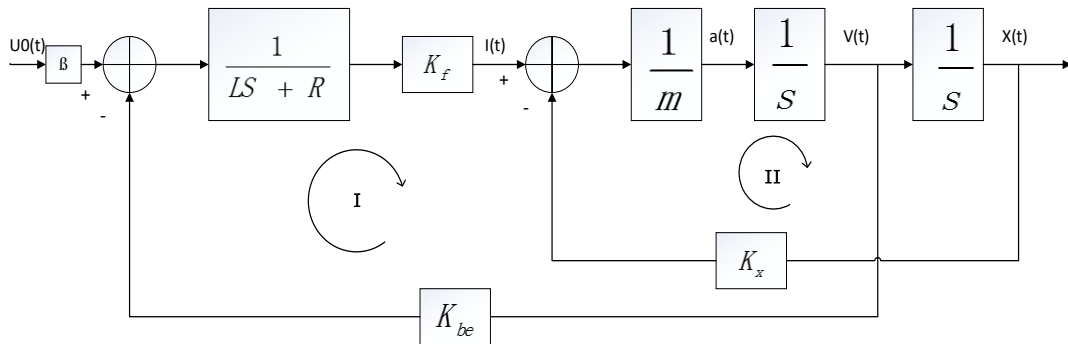 U0(t)
ß
+
-
1
LS + R
K_f
I(t)
+
-
1
m
a(t)
1
S
V(t)
1
s
X(t)
I
II
K_x
K_be